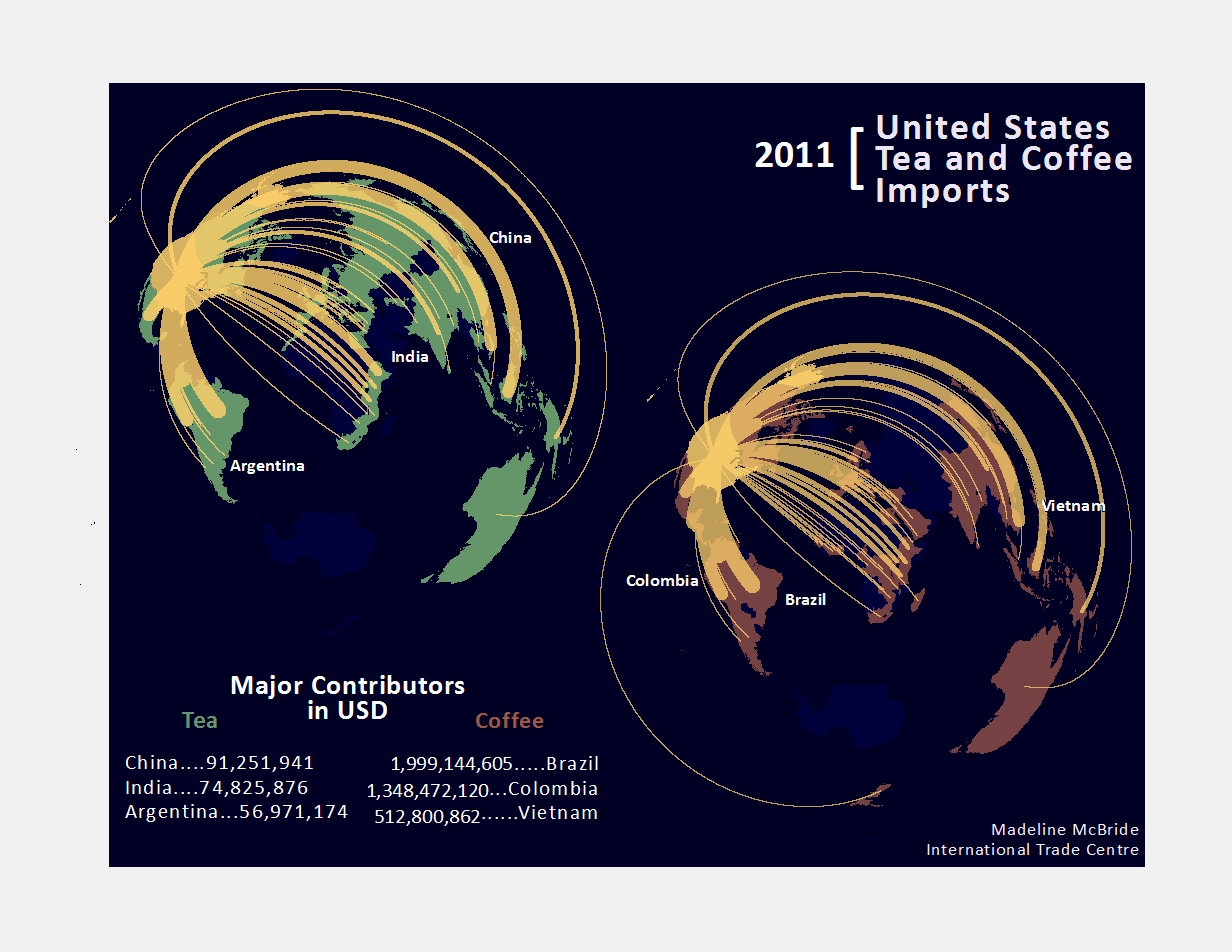 2011
United States
Tea and Coffee
Imports
China
India
Argentina
Vietnam
Colombia
Brazil
Major Contributors
in USD
Tea
China....91,251,941
India....74,825,876
Argentina...56,971,174
Coffee
1,999,144,605.....Brazil
1,348,472,120...Colombia
512,800,862......Vietnam
Madeline McBride
International Trade Centre